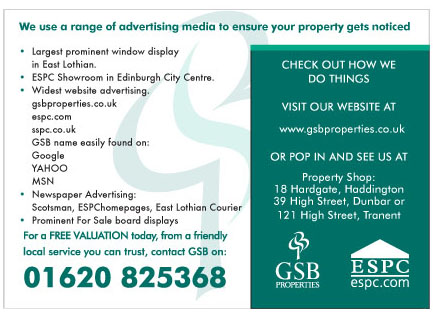 We use a range of advertising media to ensure your property gets noticed
• Largest prominent window display
in East Lothian.
• ESPC Showroom in Edinburgh City Centre.
• Widest website advertising.
gsbproperties.co.uk
espc.com
sspc.co.uk
GSB name easily found on:
Google
YAHOO
MSN
• Newspaper Advertising:
Scotsman, ESPChomepages, East Lothian Courier
• Prominent For Sale board displays
For a FREE VALUATION today, from a friendly
local service you can trust, contact GSB on:
01620 825368
CHECK OUT HOW WE
DO THINGS
VISIT OUR WEBSITE AT
www.gsbproperties.co.uk
OR POP IN AND SEE US AT
Property Shop:
18 Hardgate, Haddington
39 High Street, Dunbar or
121 High Street, Tranent
GSB
PROPERTIES
ESPC
espc.com